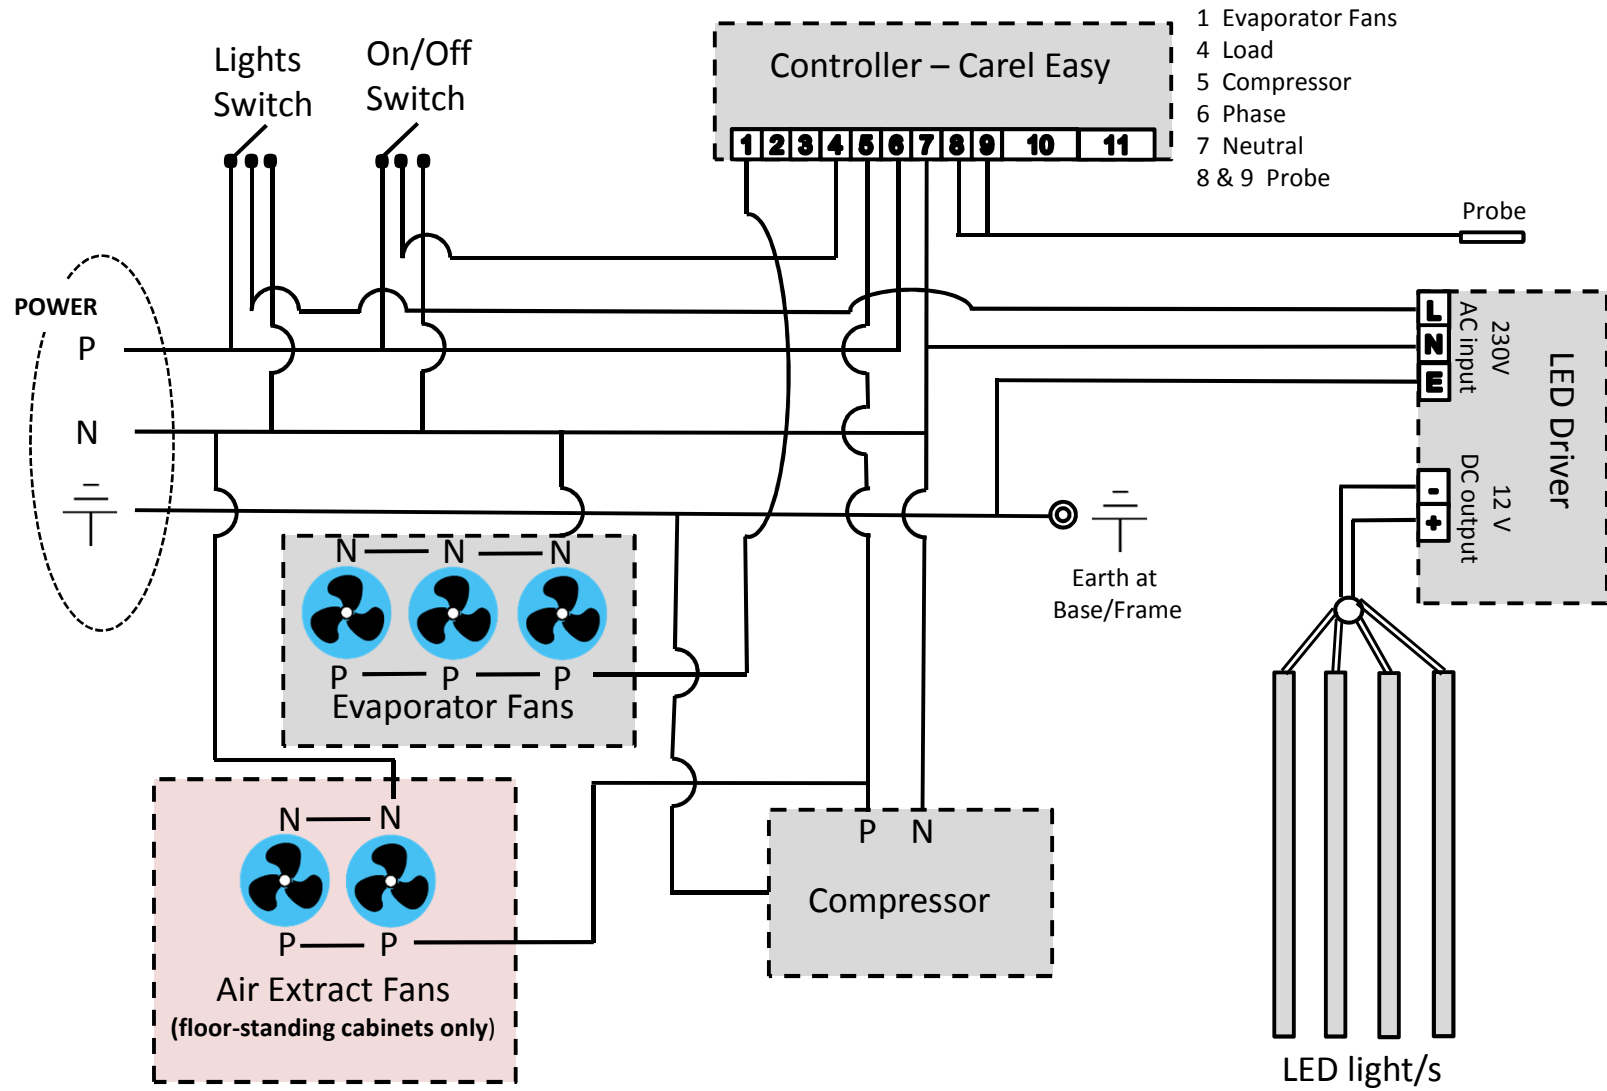 Lights
Switch
On/Off
Switch
Controller – Carel Easy
1 2 3 4 5 6 7 8 9 10 11
1 Evaporator Fans
4 Load
5 Compressor
6 Phase
7 Neutral
8 & 9 Probe
Probe
POWER
P
N
L
N
E
AC input
230V
-
+
DC output
12 V
LED Driver
Earth at
Base/Frame
N N N
P P P
Evaporator Fans
N N
P P
Air Extract Fans
(floor-standing cabinets only)
P N
Compressor
LED light/s